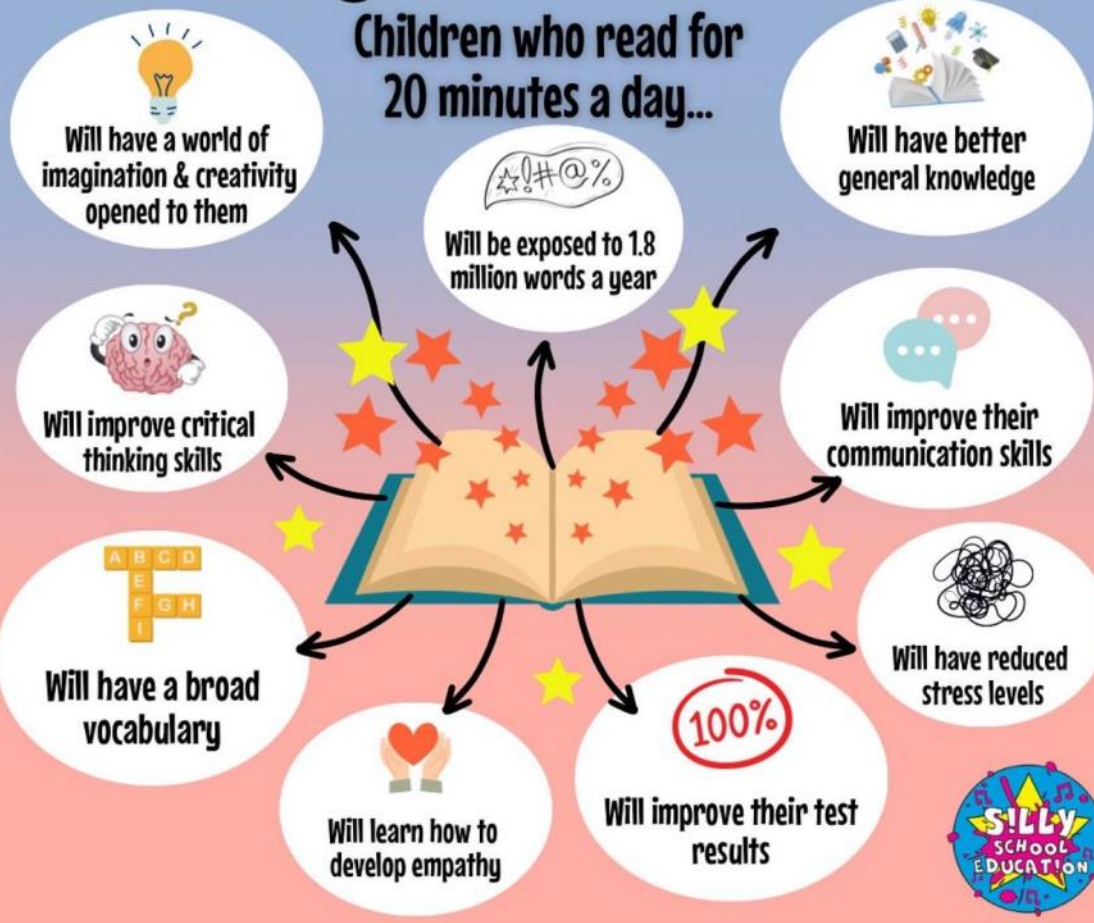 Children who read for
20 minutes a day...
Will have a world of
imagination & creativity
opened to them
☆!#@%
Will be exposed to 1.8
million words a year
Will have better
general knowledge
Will improve critical
thinking skills
?
Will improve their
communication skills
A B C D
E
F G H
I
Will have a broad
vocabulary
Will have reduced
stress levels
Will learn how to
develop empathy
100%
Will improve their test
results
S!LLY
SCHOOL
EDUCAT!ON